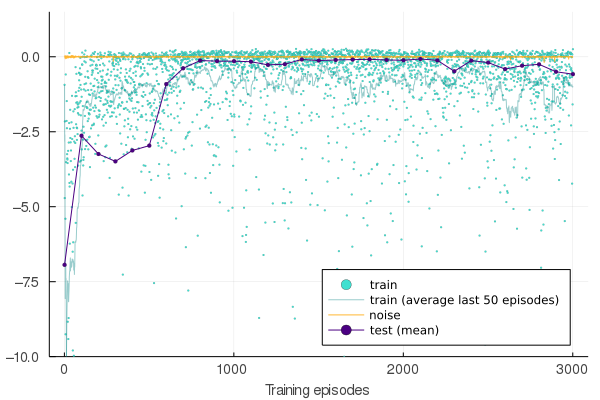 0.0
−2.5
−5.0
−7.5
−10.0
0
1000
2000
3000
Training episodes
train
train (average last 50 episodes)
noise
test (mean)